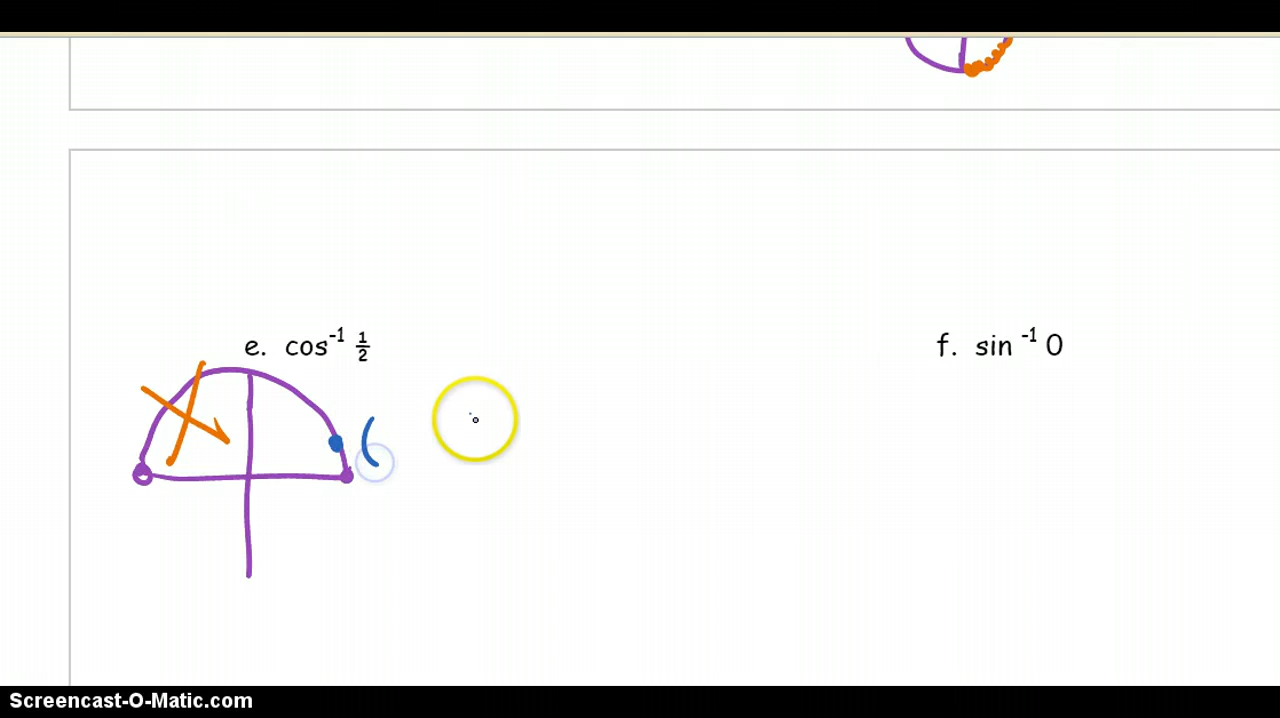 e. cos⁻¹ ½
f. sin⁻¹ 0
(
Screencast-O-Matic.com